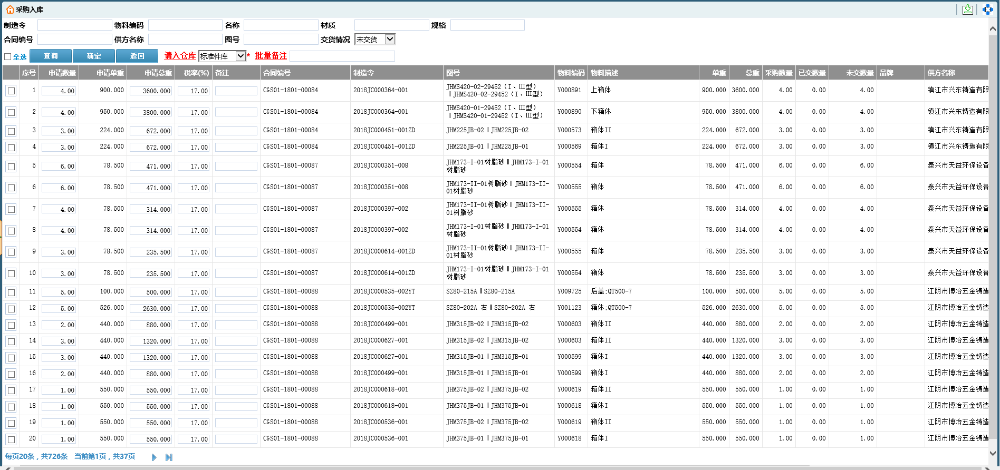 采购入库
制造令 物料编码 名称 材质 规格
合同编号 供方名称 图号 交货情况 未交货
全选 查询 确定 返回 请入仓库 标准件库 * 批量备注
序号 申请数量 申请单重 申请总重 税率(%) 备注 合同编号 制造令 图号 物料编码 物料描述 单重 总重 采购数量 已交数量 未交数量 品牌 供方名称
1 4.00 900.000 3600.000 17.00 CGS01-1801-00084 2018JC000364-001 JHMS420-02-29452（I、III型）‖JHMS420-02-29452（I、III型） Y000891 上箱体 900.000 3600.000 4.00 0.00 4.00 镇江市兴东铸造有限
2 4.00 950.000 3800.000 17.00 CGS01-1801-00084 2018JC000364-001 JHMS420-01-29452（I、III型）‖JHMS420-01-29452（I、III型） Y000890 下箱体 950.000 3800.000 4.00 0.00 4.00 镇江市兴东铸造有限
3 3.00 224.000 672.000 17.00 CGS01-1801-00084 2018JC000451-001ZD JHM225JB-02‖JHM225JB-02 Y000573 箱体II 224.000 672.000 3.00 0.00 3.00 镇江市兴东铸造有限
4 3.00 224.000 672.000 17.00 CGS01-1801-00084 2018JC000451-001ZD JHM225JB-01‖JHM225JB-01 Y000569 箱体I 224.000 672.000 3.00 0.00 3.00 镇江市兴东铸造有限
5 6.00 78.500 471.000 17.00 CGS01-1801-00087 2018JC000351-008 JHM173-I-01树脂砂‖JHM173-I-01树脂砂 Y000554 箱体 78.500 471.000 6.00 0.00 6.00 泰兴市天益环保设备
6 6.00 78.500 471.000 17.00 CGS01-1801-00087 2018JC000351-008 JHM173-II-01树脂砂‖JHM173-II-01树脂砂 Y000555 箱体 78.500 471.000 6.00 0.00 6.00 泰兴市天益环保设备
7 4.00 78.500 314.000 17.00 CGS01-1801-00087 2018JC000397-002 JHM173-II-01树脂砂‖JHM173-II-01树脂砂 Y000555 箱体 78.500 314.000 4.00 0.00 4.00 泰兴市天益环保设备
8 4.00 78.500 314.000 17.00 CGS01-1801-00087 2018JC000397-002 JHM173-I-01树脂砂‖JHM173-I-01树脂砂 Y000554 箱体 78.500 314.000 4.00 0.00 4.00 泰兴市天益环保设备
9 3.00 78.500 235.500 17.00 CGS01-1801-00087 2018JC000614-001ZD JHM173-II-01树脂砂‖JHM173-II-01树脂砂 Y000555 箱体 78.500 235.500 3.00 0.00 3.00 泰兴市天益环保设备
10 3.00 78.500 235.500 17.00 CGS01-1801-00087 2018JC000614-001ZD JHM173-I-01树脂砂‖JHM173-I-01树脂砂 Y000554 箱体 78.500 235.500 3.00 0.00 3.00 泰兴市天益环保设备
11 5.00 100.000 500.000 17.00 CGS01-1801-00088 2018JC000535-002YT SZ80-215A‖SZ80-215A Y009725 后盖;QT500-7 100.000 500.000 5.00 0.00 5.00 江阴市博冶五金铸造
12 5.00 526.000 2630.000 17.00 CGS01-1801-00088 2018JC000535-002YT SZ80-202A 右‖SZ80-202A 右 Y001123 箱体;QT500-7 526.000 2630.000 5.00 0.00 5.00 江阴市博冶五金铸造
13 2.00 440.000 880.000 17.00 CGS01-1801-00088 2018JC000499-001 JHM315JB-02‖JHM315JB-02 Y000603 箱体II 440.000 880.000 2.00 0.00 2.00 江阴市博冶五金铸造
14 3.00 440.000 1320.000 17.00 CGS01-1801-00088 2018JC000627-001 JHM315JB-02‖JHM315JB-02 Y000603 箱体II 440.000 1320.000 3.00 0.00 3.00 江阴市博冶五金铸造
15 3.00 440.000 1320.000 17.00 CGS01-1801-00088 2018JC000627-001 JHM315JB-01‖JHM315JB-01 Y000599 箱体I 440.000 1320.000 3.00 0.00 3.00 江阴市博冶五金铸造
16 2.00 440.000 880.000 17.00 CGS01-1801-00088 2018JC000499-001 JHM315JB-01‖JHM315JB-01 Y000599 箱体I 440.000 880.000 2.00 0.00 2.00 江阴市博冶五金铸造
17 1.00 550.000 550.000 17.00 CGS01-1801-00088 2018JC000618-001 JHM375JB-02‖JHM375JB-02 Y000619 箱体II 550.000 550.000 1.00 0.00 1.00 江阴市博冶五金铸造
18 1.00 550.000 550.000 17.00 CGS01-1801-00088 2018JC000618-001 JHM375JB-01‖JHM375JB-01 Y000618 箱体I 550.000 550.000 1.00 0.00 1.00 江阴市博冶五金铸造
19 1.00 550.000 550.000 17.00 CGS01-1801-00088 2018JC000536-001 JHM375JB-02‖JHM375JB-02 Y000619 箱体II 550.000 550.000 1.00 0.00 1.00 江阴市博冶五金铸造
20 1.00 550.000 550.000 17.00 CGS01-1801-00088 2018JC000536-001 JHM375JB-01‖JHM375JB-01 Y000618 箱体I 550.000 550.000 1.00 0.00 1.00 江阴市博冶五金铸造
每页20条，共726条 当前第1页，共37页